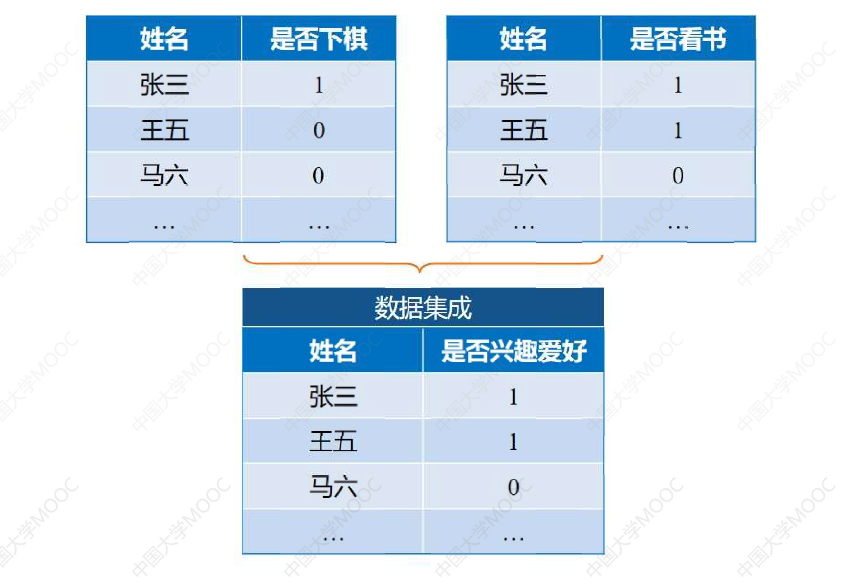 姓名 是否下棋
张三 1
王五 0
马六 0
… …
姓名 是否看书
张三 1
王五 1
马六 0
… …
数据集成
姓名 是否兴趣爱好
张三 1
王五 1
马六 0
… …
中国大学MOOC